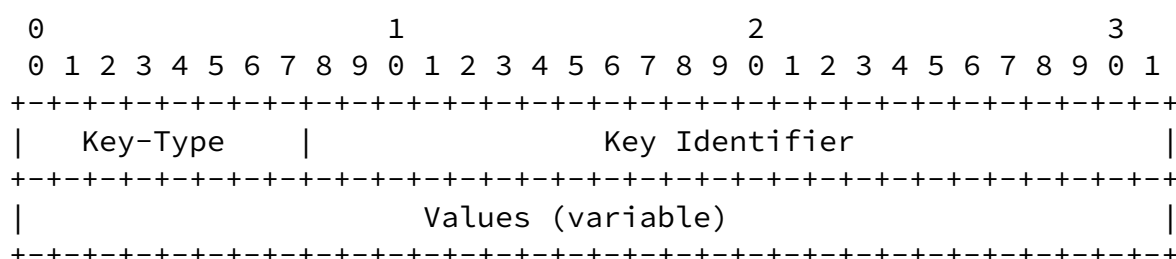 0                   1                   2                   3
 0 1 2 3 4 5 6 7 8 9 0 1 2 3 4 5 6 7 8 9 0 1 2 3 4 5 6 7 8 9 0 1
+-+-+-+-+-+-+-+-+-+-+-+-+-+-+-+-+-+-+-+-+-+-+-+-+-+-+-+-+-+-+-+-+
|   Key-Type    |                Key Identifier                 |
+-+-+-+-+-+-+-+-+-+-+-+-+-+-+-+-+-+-+-+-+-+-+-+-+-+-+-+-+-+-+-+-+
|                      Values (variable)                        |
+-+-+-+-+-+-+-+-+-+-+-+-+-+-+-+-+-+-+-+-+-+-+-+-+-+-+-+-+-+-+-+-+